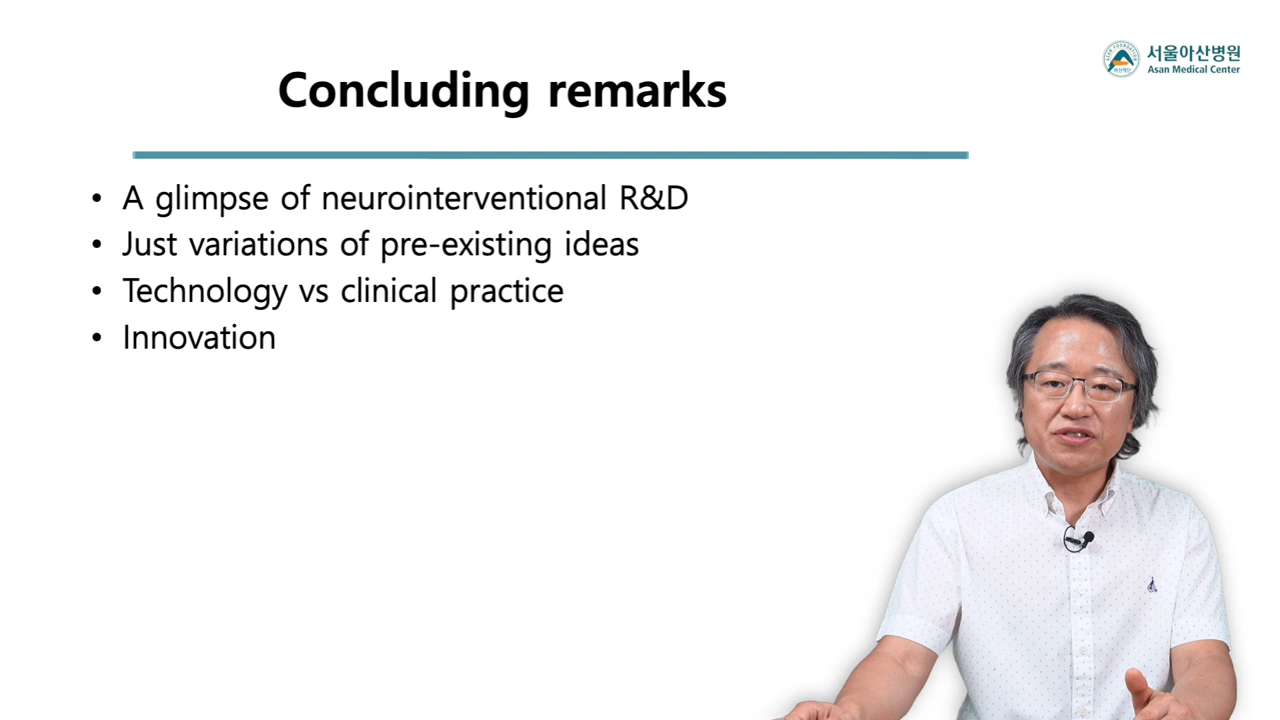 서울아산병원
Asan Medical Center
Concluding remarks
• A glimpse of neurointerventional R&D
• Just variations of pre-existing ideas
• Technology vs clinical practice
• Innovation